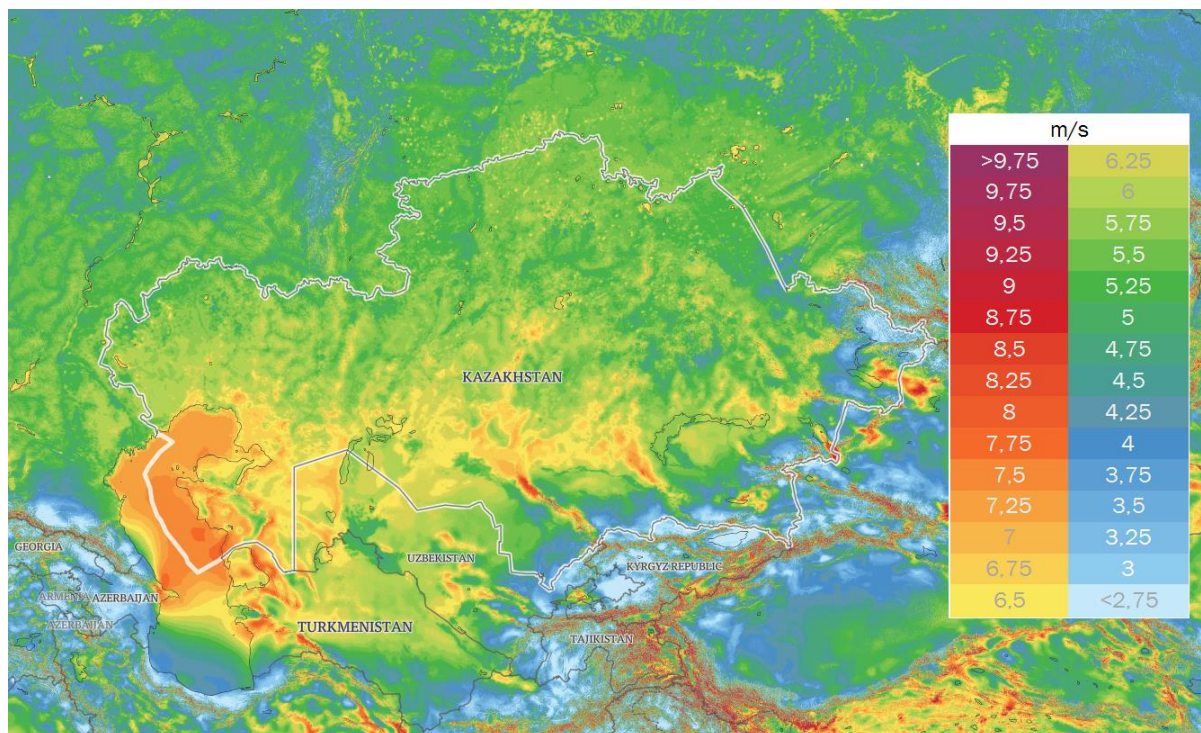 m/s
>9,75 6,25
9,75 6
9,5 5,75
9,25 5,5
9 5,25
8,75 5
8,5 4,75
8,25 4,5
8 4,25
7,75 4
7,5 3,75
7,25 3,5
7 3,25
6,75 3
6,5 <2,75
KAZAKHSTAN
GEORGIA
UZBEKISTAN
KYRGYZ REPUBLIC
ARMENIA AZERBAIJAN
AZERBAIJAN
TURKMENISTAN
TAJIKISTAN